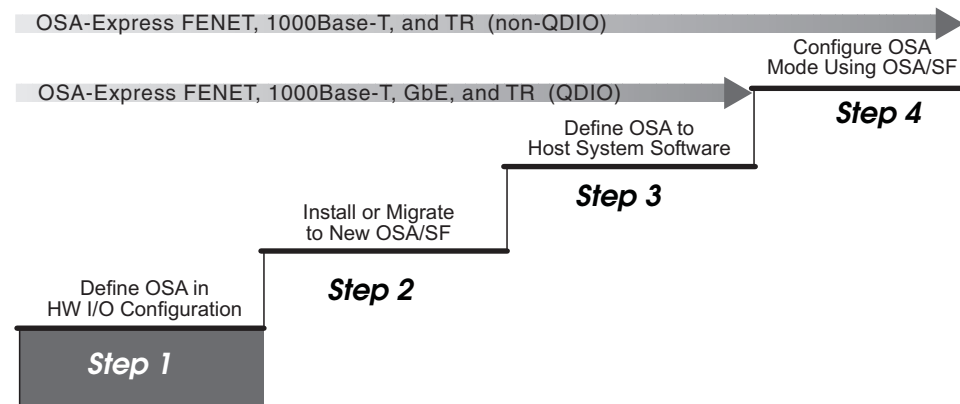 OSA-Express FENET, 1000Base-T, and TR (non-QDIO)
Configure OSA
Mode Using OSA/SF
OSA-Express FENET, 1000Base-T, GbE, and TR (QDIO)
Step 4
Define OSA to
Host System Software
Step 3
Install or Migrate
to New OSA/SF
Step 2
Define OSA in
HW I/O Configuration
Step 1